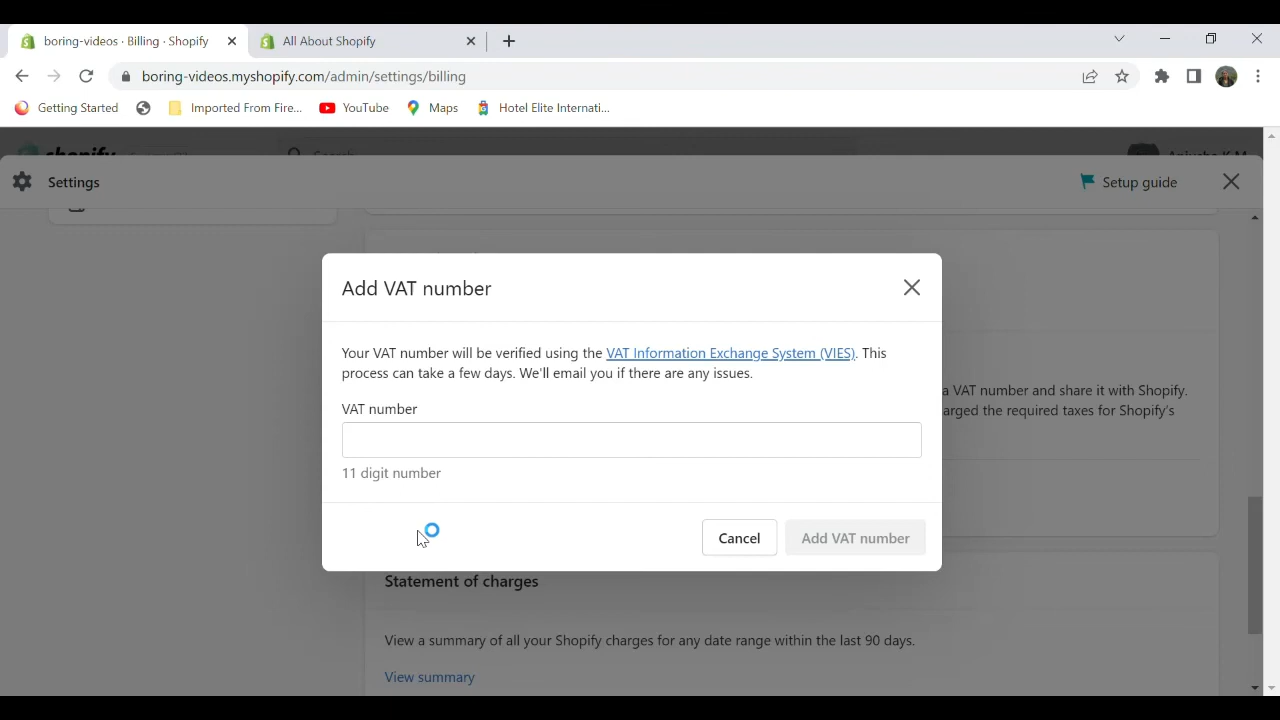 boring-videos · Billing · Shopify
All About Shopify
boring-videos.myshopify.com/admin/settings/billing
Getting Started
Imported From Fire...
YouTube
Maps
Hotel Elite Internati...
shopify
Search
Settings
Setup guide
Add VAT number
Your VAT number will be verified using the VAT Information Exchange System (VIES). This
process can take a few days. We'll email you if there are any issues.
a VAT number and share it with Shopify.
arged the required taxes for Shopify's
VAT number
11 digit number
Cancel
Add VAT number
Statement of charges
View a summary of all your Shopify charges for any date range within the last 90 days.
View summary